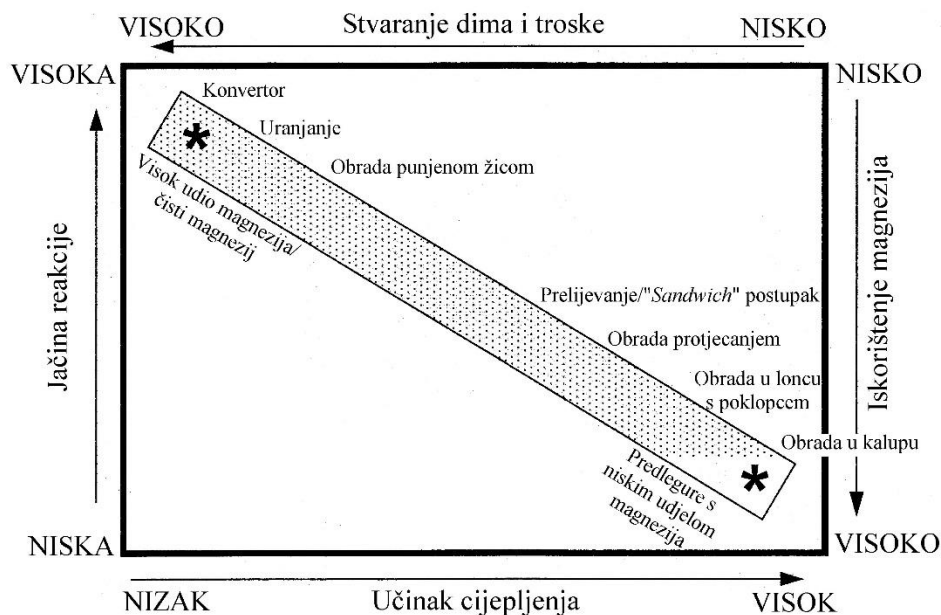 Stvaranje dima i troske
VISOKO
NISKO
VISOKA
NISKO
Konvertor
Uranjanje
Obrada punjenom žicom
Visok udio magnezija/
čisti magnezij
Jačina reakcije
Iskorištenje magnezija
Prelijevanje/"Sandwich" postupak
Obrada protjecanjem
Obrada u loncu
s poklopcem
Obrada u kalupu
Predlegure s
niskim udjelom
magnezija
NISKA
VISOKO
NIZAK
Učinak cijepljenja
VISOK